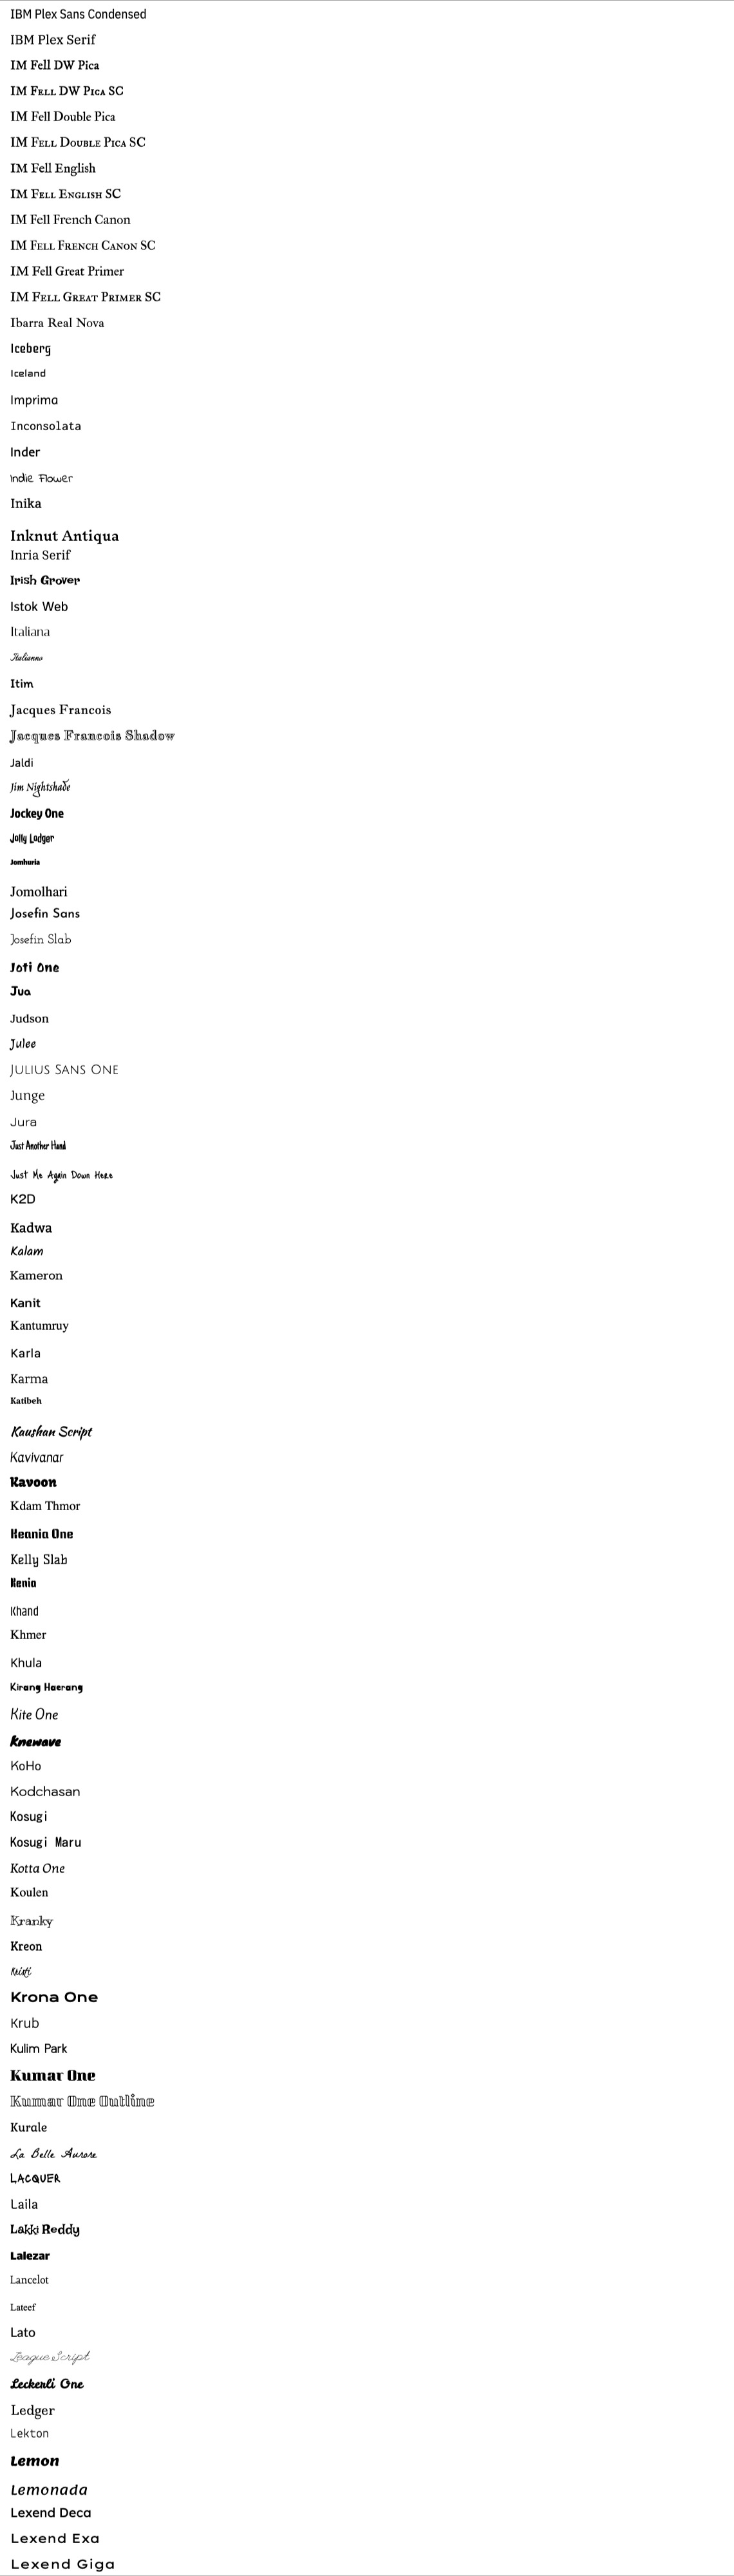 IBM Plex Sans Condensed
IBM Plex Serif
IM Fell DW Pica
IM Fell DW Pica SC
IM Fell Double Pica
IM Fell Double Pica SC
IM Fell English
IM Fell English SC
IM Fell French Canon
IM Fell French Canon SC
IM Fell Great Primer
IM Fell Great Primer SC
Ibarra Real Nova
Iceberg
Iceland
Imprima
Inconsolata
Inder
Indie Flower
Inika
Inknut Antiqua
Inria Serif
Irish Grover
Istok Web
Italiana
Italianno
Itim
Jacques Francois
Jacques Francois Shadow
Jaldi
Jim Nightshade
Jockey One
Jolly Lodger
Jomhuria
Jomolhari
Josefin Sans
Josefin Slab
Joti One
Jua
Judson
Julee
Julius Sans One
Junge
Jura
Just Another Hand
Just Me Again Down Here
K2D
Kadwa
Kalam
Kameron
Kanit
Kantumruy
Karla
Karma
Katibeh
Kaushan Script
Kavivanar
Kavoon
Kdam Thmor
Keania One
Kelly Slab
Kenia
Khand
Khmer
Khula
Kirang Haerang
Kite One
Knewave
KoHo
Kodchasan
Kosugi
Kosugi Maru
Kotta One
Koulen
Kranky
Kreon
Kristi
Krona One
Krub
Kulim Park
Kumar One
Kumar One Outline
Kurale
La Belle Aurore
LACQUER
Laila
Lakki Reddy
Lalezar
Lancelot
Lateef
Lato
League Script
Leckerli One
Ledger
Lekton
Lemon
Lemonada
Lexend Deca
Lexend Exa
Lexend Giga